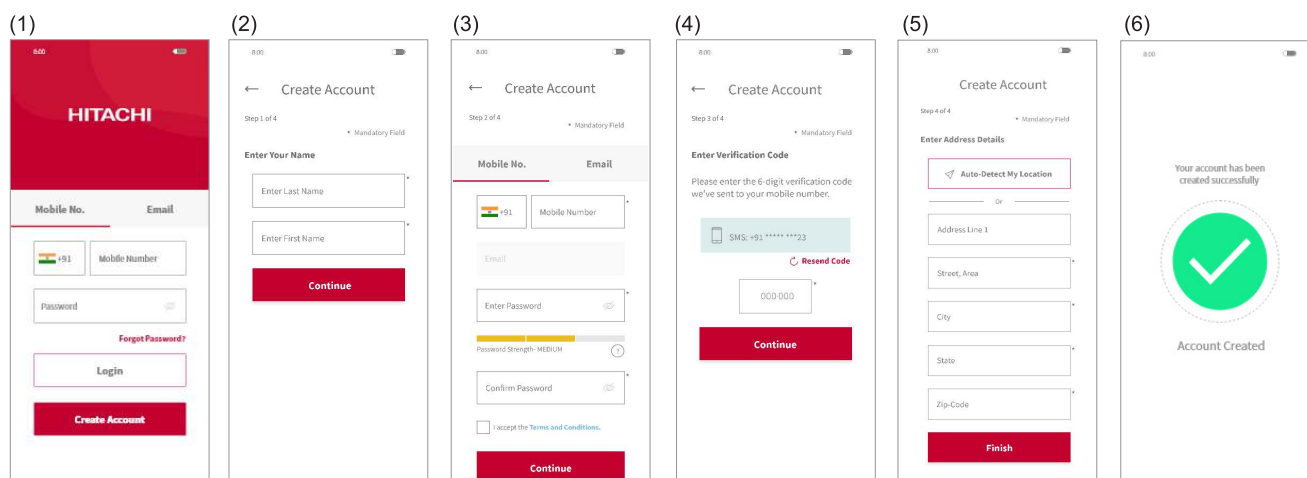 (1)
8:00
HITACHI
Mobile No. Email
+91 Mobile Number
Password
Forgot Password?
Login
Create Account
(2)
8:00
← Create Account
Step 1 of 4
* Mandatory Field
Enter Your Name
Enter Last Name *
Enter First Name *
Continue
(3)
8:00
← Create Account
Step 2 of 4
* Mandatory Field
Mobile No. Email
+91 Mobile Number *
Email
Enter Password *
Password Strength- MEDIUM ?
Confirm Password *
I accept the Terms and Conditions.
Continue
(4)
8:00
← Create Account
Step 3 of 4
* Mandatory Field
Enter Verification Code
Please enter the 6-digit verification code
we've sent to your mobile number.
SMS: +91 ***** ***23
Resend Code
000-000 *
Continue
(5)
8:00
Create Account
Step 4 of 4
* Mandatory Field
Enter Address Details
Auto-Detect My Location
Or
Address Line 1
Street, Area *
City *
State *
Zip-Code *
Finish
(6)
8:00
Your account has been
created successfully
Account Created